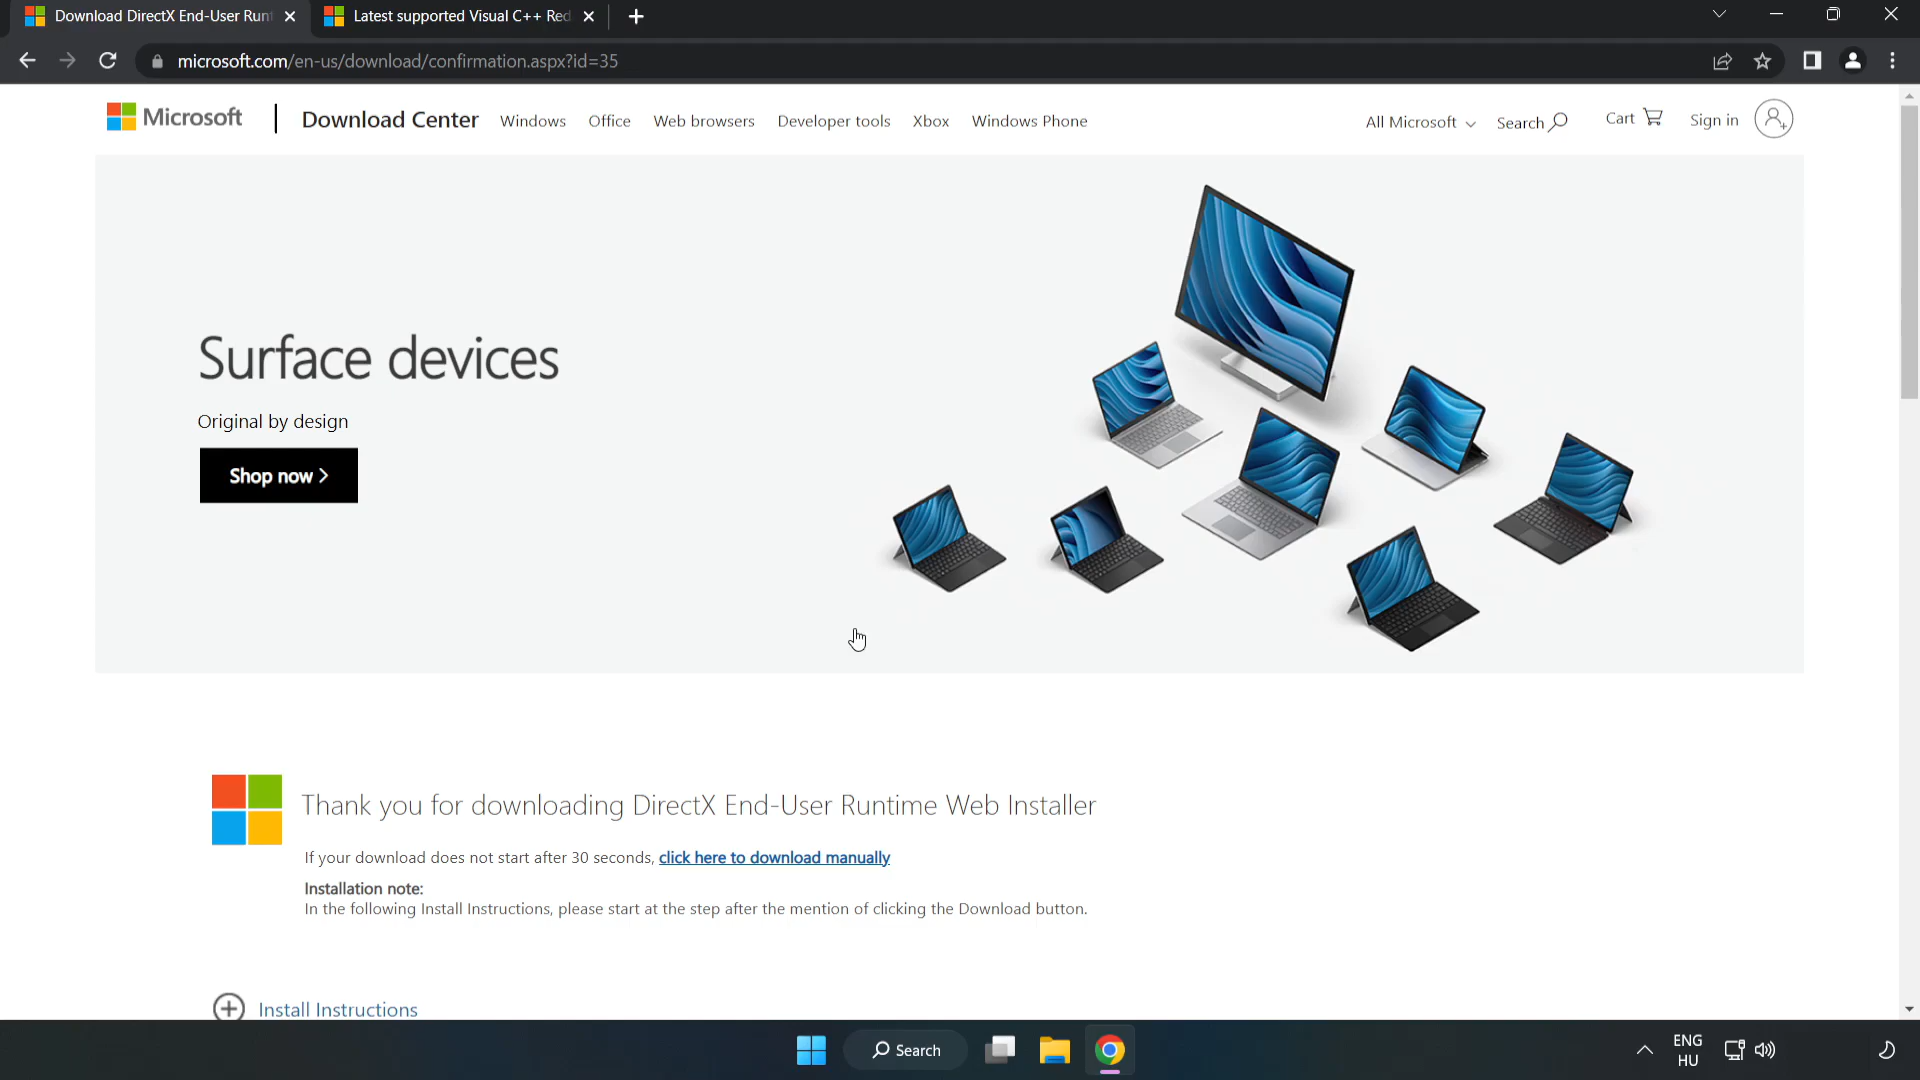 Download DirectX End-User Runt
Latest supported Visual C++ Red
microsoft.com/en-us/download/confirmation.aspx?id=35
Microsoft
Download Center
Windows
Office
Web browsers
Developer tools
Xbox
Windows Phone
All Microsoft
Search
Cart
Sign in
Surface devices
Original by design
Shop now
Thank you for downloading DirectX End-User Runtime Web Installer
If your download does not start after 30 seconds, click here to download manually
Installation note:
In the following Install Instructions, please start at the step after the mention of clicking the Download button.
Install Instructions
Search
ENG
HU